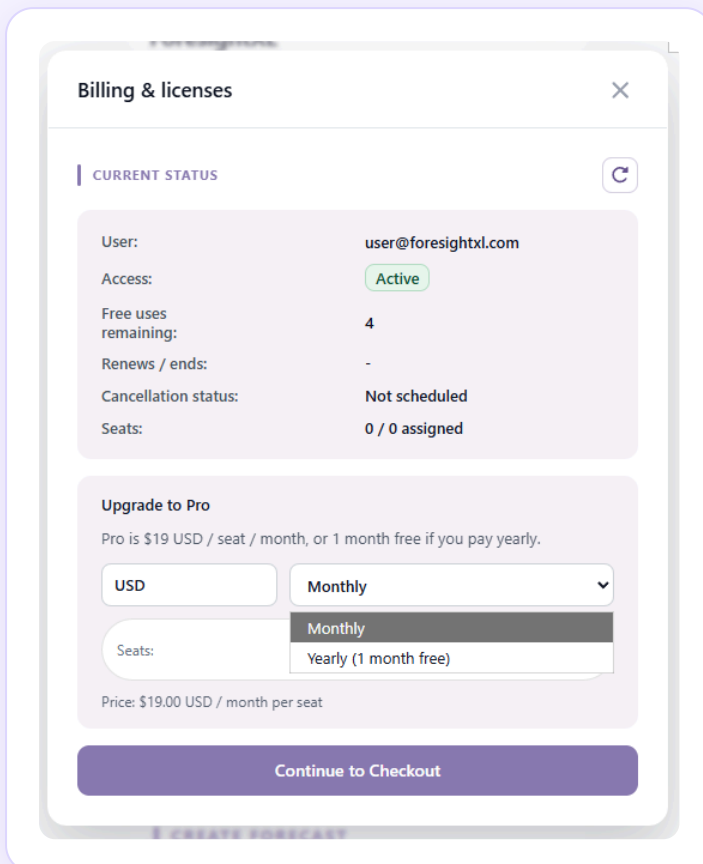 ForesightXL
Billing & licenses
CURRENT STATUS
User: user@foresightxl.com
Access: Active
Free uses
remaining: 4
Renews / ends: -
Cancellation status: Not scheduled
Seats: 0 / 0 assigned
Upgrade to Pro
Pro is $19 USD / seat / month, or 1 month free if you pay yearly.
USD Monthly
Monthly
Seats:
Yearly (1 month free)
Price: $19.00 USD / month per seat
Continue to Checkout
CREATE FORECAST